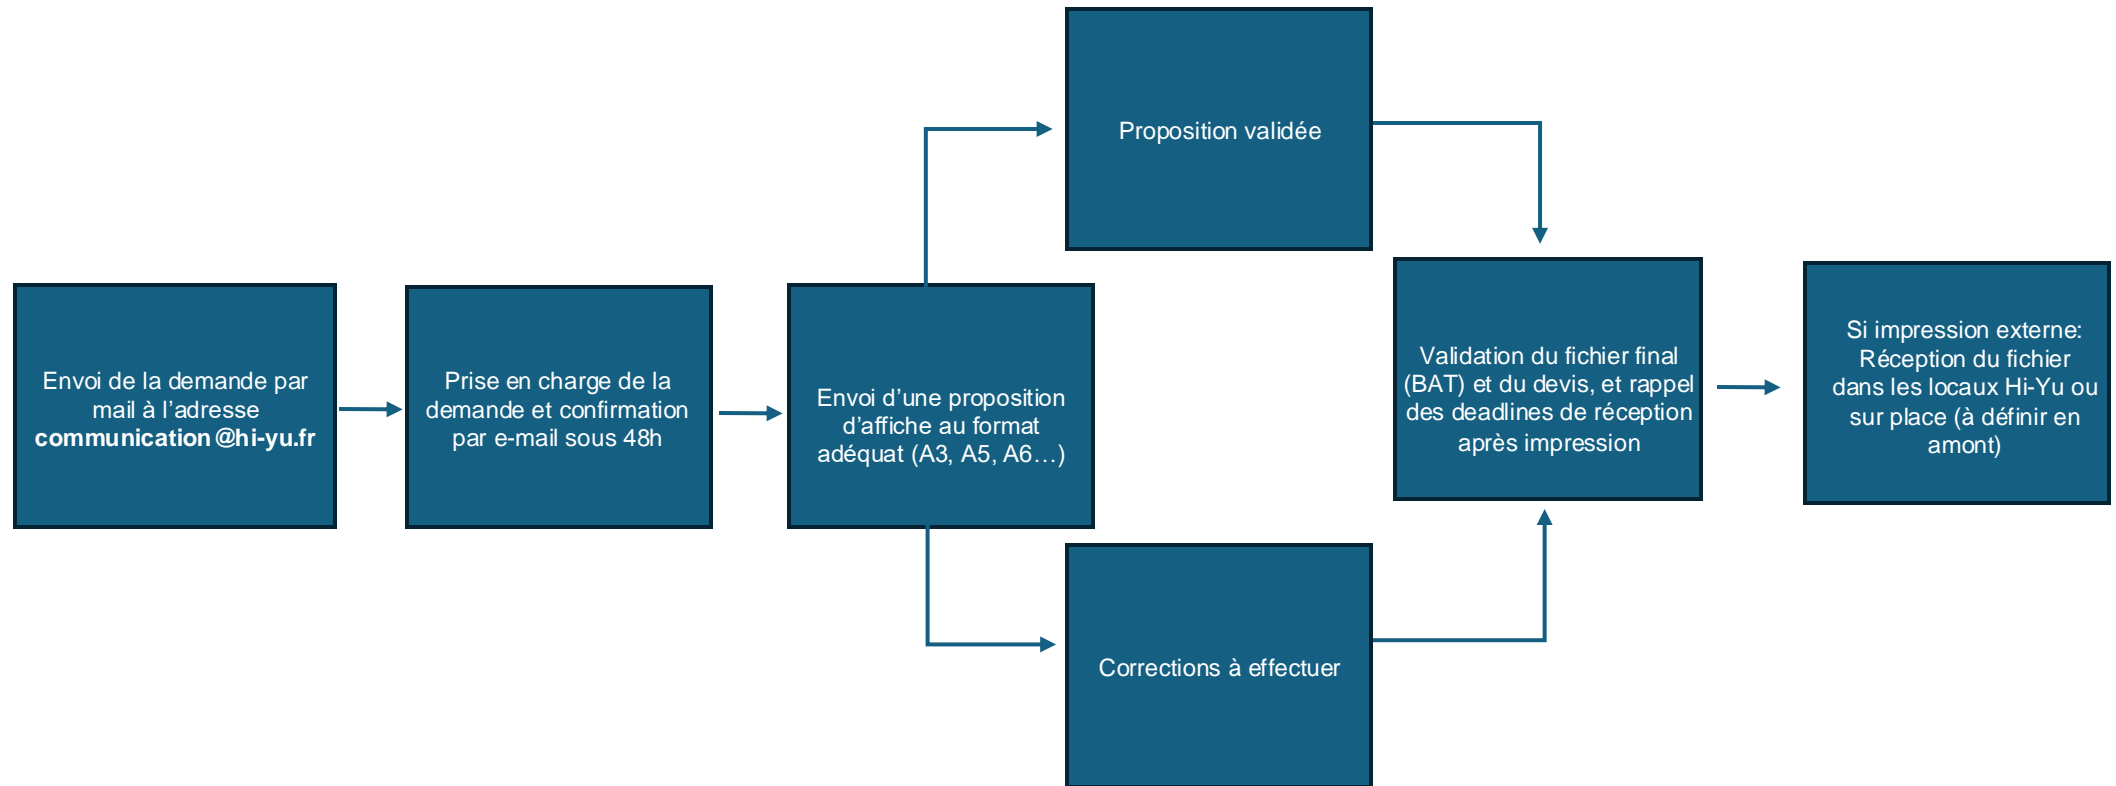 Envoi de la demande par
mail à l’adresse
communication@hi-yu.fr
Prise en charge de la
demande et confirmation
par e-mail sous 48h
Envoi d’une proposition
d’affiche au format
adéquat (A3, A5, A6…)
Proposition validée
Corrections à effectuer
Validation du fichier final
(BAT) et du devis, et rappel
des deadlines de réception
après impression
Si impression externe:
Réception du fichier
dans les locaux Hi-Yu ou
sur place (à définir en
amont)